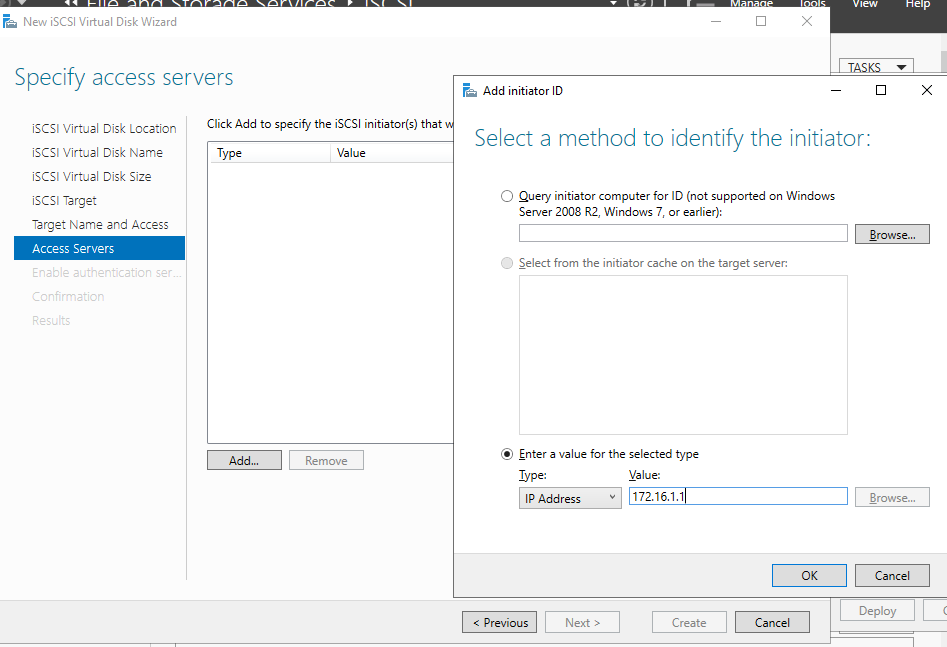 File and Storage Services
iSCSI
Manage Tools View Help
New iSCSI Virtual Disk Wizard
TASKS
Specify access servers
iSCSI Virtual Disk Location
iSCSI Virtual Disk Name
iSCSI Virtual Disk Size
iSCSI Target
Target Name and Access
Access Servers
Enable authentication ser...
Confirmation
Results
Click Add to specify the iSCSI initiator(s) that w
Type Value
Add... Remove
< Previous Next > Create Cancel
Add initiator ID
Select a method to identify the initiator:
Query initiator computer for ID (not supported on Windows
Server 2008 R2, Windows 7, or earlier):
Browse...
Select from the initiator cache on the target server:
Enter a value for the selected type
Type: Value:
IP Address 172.16.1.1 Browse...
OK Cancel
Deploy